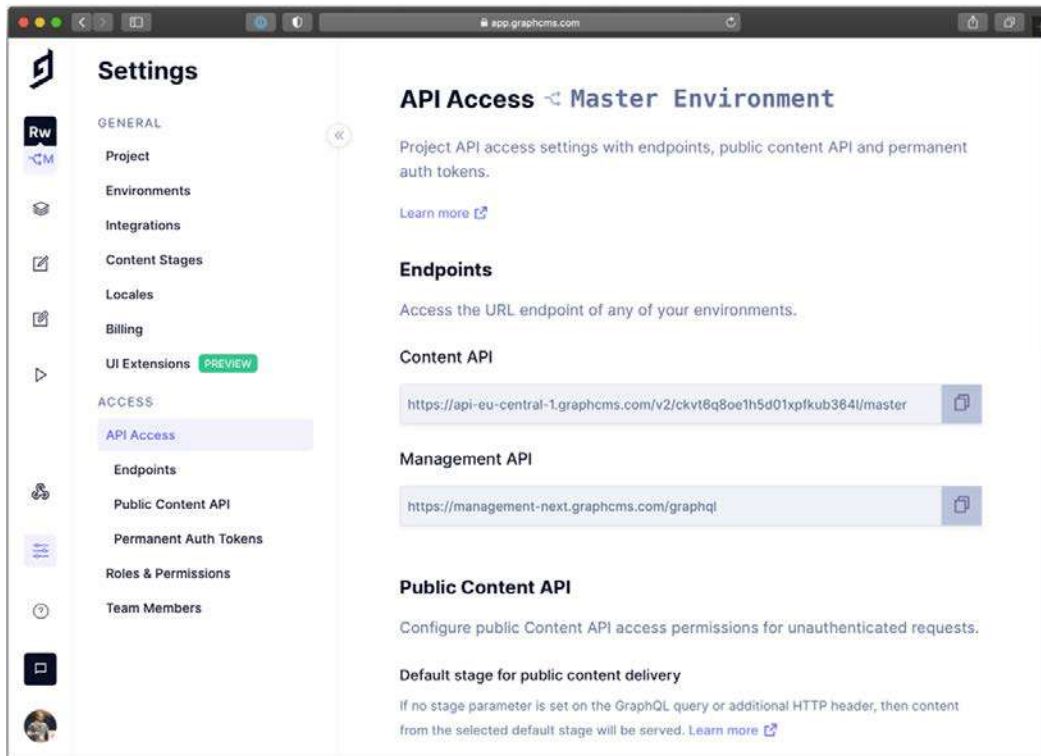 app.graphcms.com
Rw
M
Settings
GENERAL
Project
Environments
Integrations
Content Stages
Locales
Billing
UI Extensions PREVIEW
ACCESS
API Access
Endpoints
Public Content API
Permanent Auth Tokens
Roles & Permissions
Team Members
API Access Master Environment
Project API access settings with endpoints, public content API and permanent
auth tokens.
Learn more
Endpoints
Access the URL endpoint of any of your environments.
Content API
https://api-eu-central-1.graphcms.com/v2/ckvt6q8oe1h5d01xpfkub364l/master
Management API
https://management-next.graphcms.com/graphql
Public Content API
Configure public Content API access permissions for unauthenticated requests.
Default stage for public content delivery
If no stage parameter is set on the GraphQL query or additional HTTP header, then content
from the selected default stage will be served. Learn more